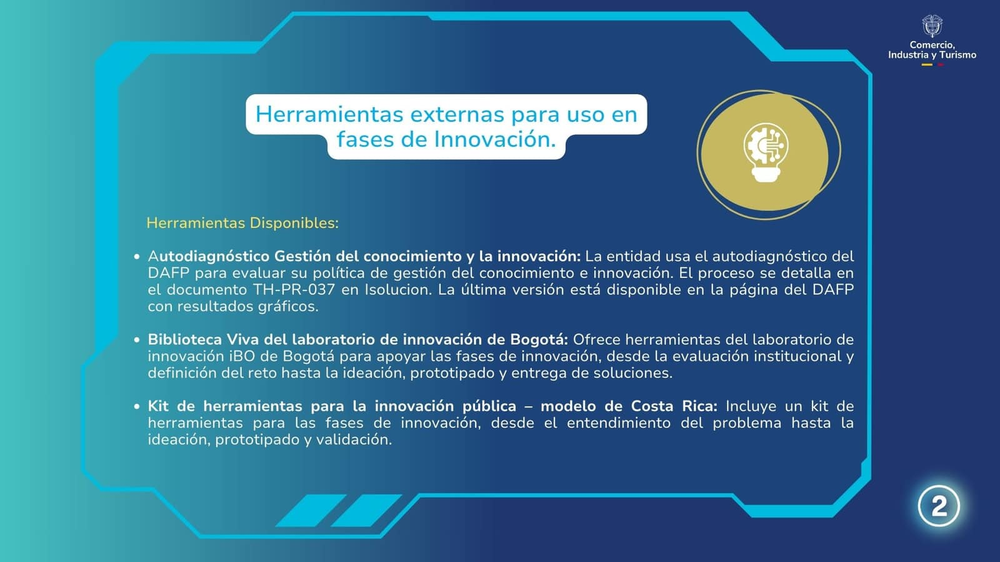 Comercio,
Industria y Turismo
Herramientas externas para uso en
fases de Innovación.
Herramientas Disponibles:
• Autodiagnóstico Gestión del conocimiento y la innovación: La entidad usa el autodiagnóstico del
DAFP para evaluar su política de gestión del conocimiento e innovación. El proceso se detalla en
el documento TH-PR-037 en Isolucion. La última versión está disponible en la página del DAFP
con resultados gráficos.
• Biblioteca Viva del laboratorio de innovación de Bogotá: Ofrece herramientas del laboratorio de
innovación iBO de Bogotá para apoyar las fases de innovación, desde la evaluación institucional y
definición del reto hasta la ideación, prototipado y entrega de soluciones.
• Kit de herramientas para la innovación pública – modelo de Costa Rica: Incluye un kit de
herramientas para las fases de innovación, desde el entendimiento del problema hasta la
ideación, prototipado y validación.
2